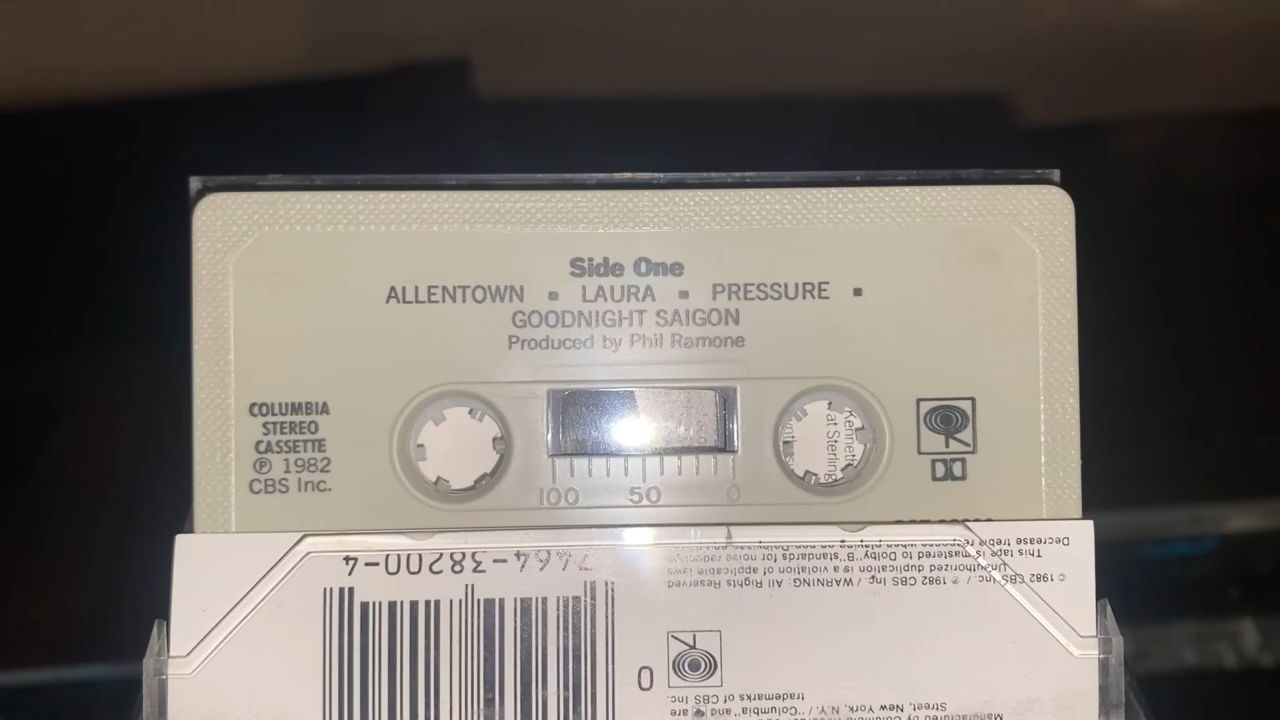 Side One
ALLENTOWN ▪ LAURA ▪ PRESSURE ▪
GOODNIGHT SAIGON
Produced by Phil Ramone
COLUMBIA
STEREO
CASSETTE
℗ 1982
CBS Inc.
100 50 0
Kenneth
at Sterling
7464-38200-4
0
© 1982 CBS Inc. / ℗ 1982 CBS Inc. / WARNING: All Rights Reserved
Unauthorized duplication is a violation of applicable laws
This tape is mastered to Dolby "B" standards for noise reduction
Decrease treble response when playing on non-Dolby
trademarks of CBS Inc.
Street, New York, N.Y. / "Columbia" and are
Manufactured by Columbia